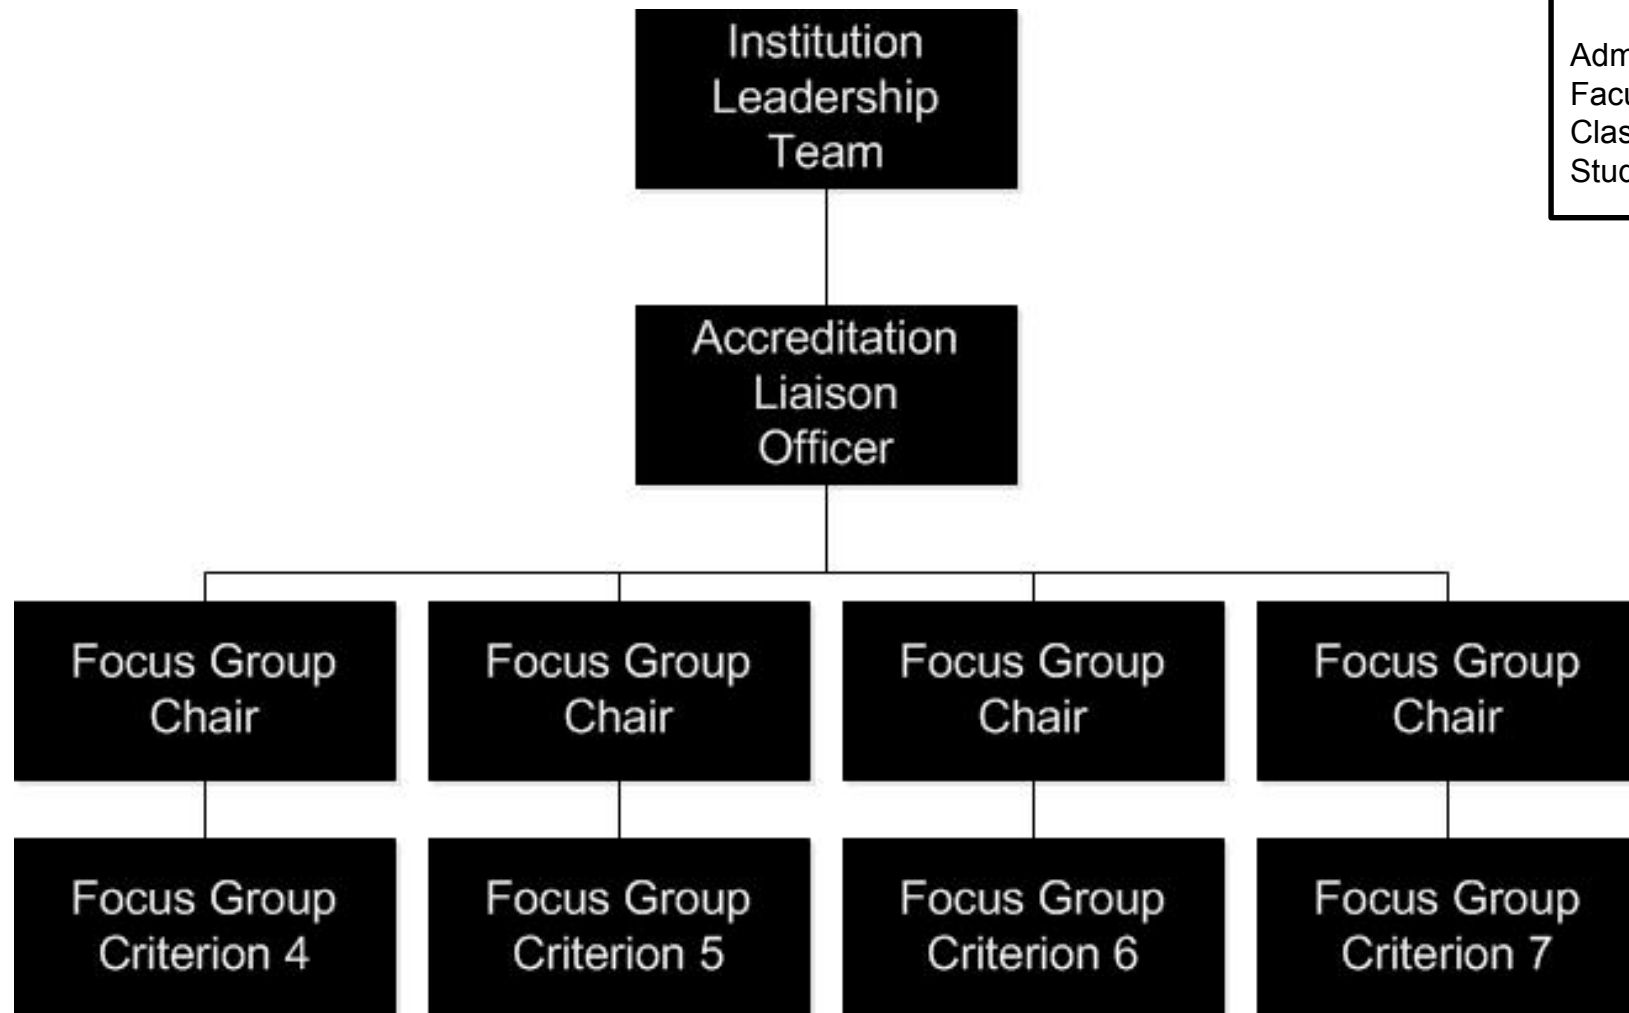 Institution
Leadership
Team
Accreditation
Liaison
Officer
Focus Group
Chair
Focus Group
Chair
Focus Group
Chair
Focus Group
Chair
Focus Group
Criterion 4
Focus Group
Criterion 5
Focus Group
Criterion 6
Focus Group
Criterion 7